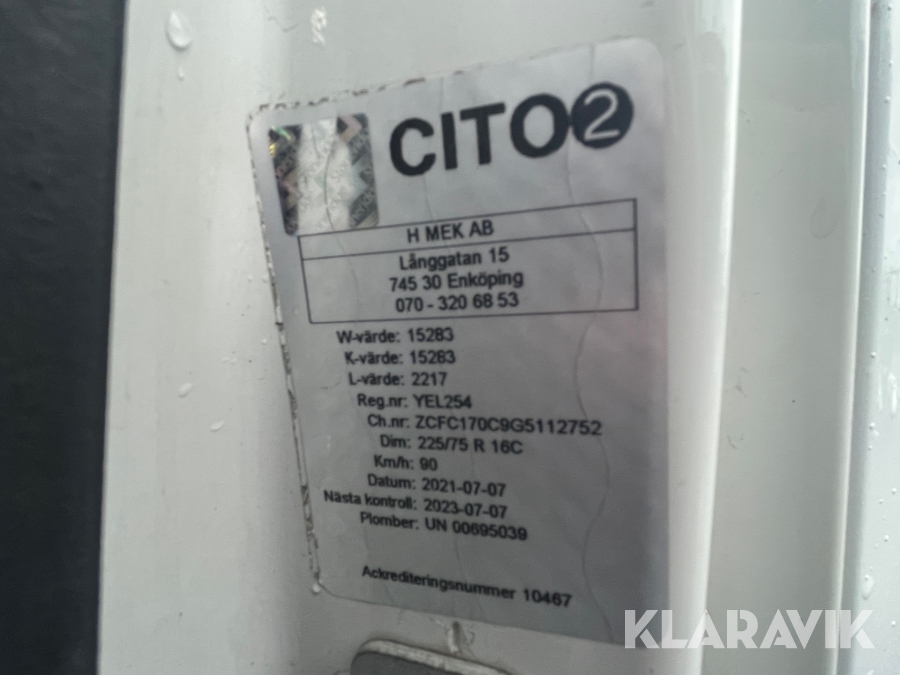 CITO2
H MEK AB
Långgatan 15
745 30 Enköping
070 - 320 68 53
W-värde: 15283
K-värde: 15283
L-värde: 2217
Reg.nr: YEL254
Ch.nr: ZCFC170C9G5112752
Dim: 225/75 R 16C
Km/h: 90
Datum: 2021-07-07
Nästa kontroll: 2023-07-07
Plomber: UN 00695039
Ackrediteringsnummer 10467
KLARAVIK